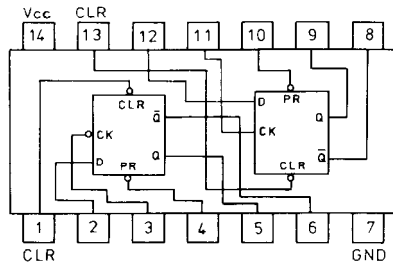 Vcc CLR
14 13 12 11 10 9 8
CLR Q̅ D PR Q
CK CK
D Q Q̅
PR CLR
1 2 3 4 5 6 7
CLR GND